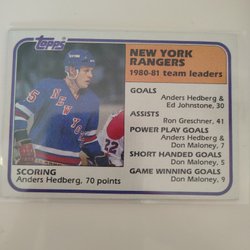 TOPPS
NEW YORK
RANGERS
1980-81 team leaders
GOALS
Anders Hedberg &
Ed Johnstone, 30
ASSISTS
Ron Greschner, 41
POWER PLAY GOALS
Anders Hedberg &
Don Maloney, 7
SHORT HANDED GOALS
Don Maloney, 5
GAME WINNING GOALS
Don Maloney, 9
NEW
YORK
SCORING
Anders Hedberg, 70 points